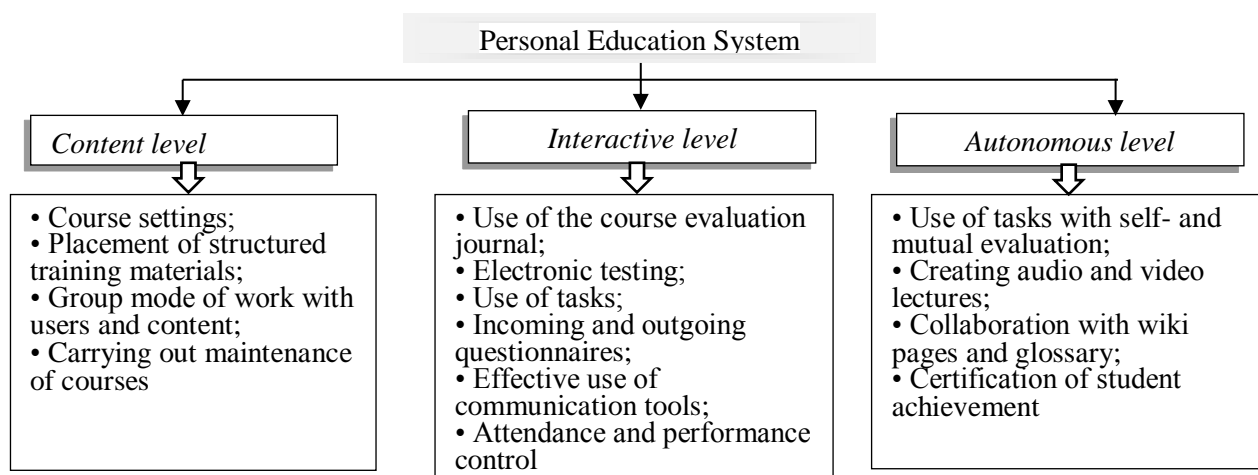 Personal Education System
Content level
Interactive level
Autonomous level
• Course settings;
• Placement of structured
training materials;
• Group mode of work with
users and content;
• Carrying out maintenance
of courses
• Use of the course evaluation
journal;
• Electronic testing;
• Use of tasks;
• Incoming and outgoing
questionnaires;
• Effective use of
communication tools;
• Attendance and performance
control
• Use of tasks with self- and
mutual evaluation;
• Creating audio and video
lectures;
• Collaboration with wiki
pages and glossary;
• Certification of student
achievement